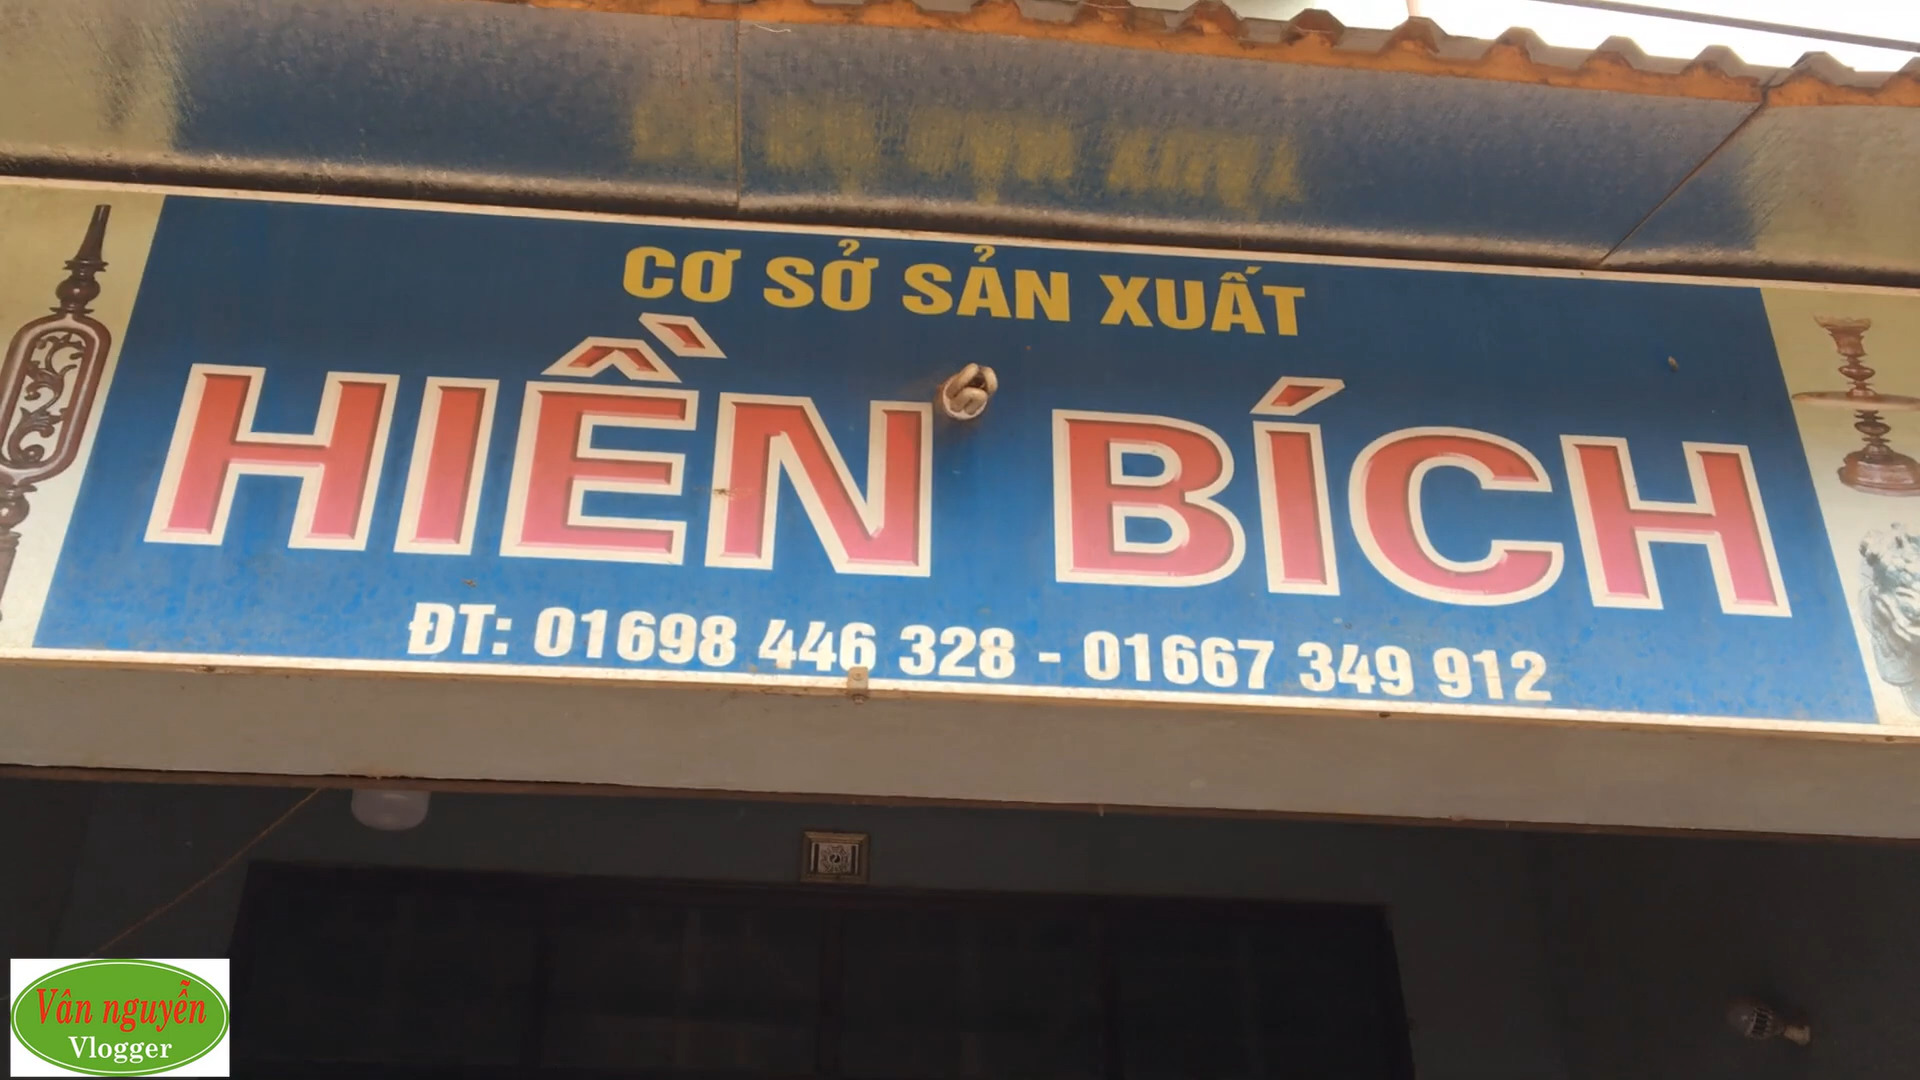 CƠ SỞ SẢN XUẤT
HIỀN BÍCH
ĐT: 01698 446 328 - 01667 349 912
Vân nguyễn
Vlogger